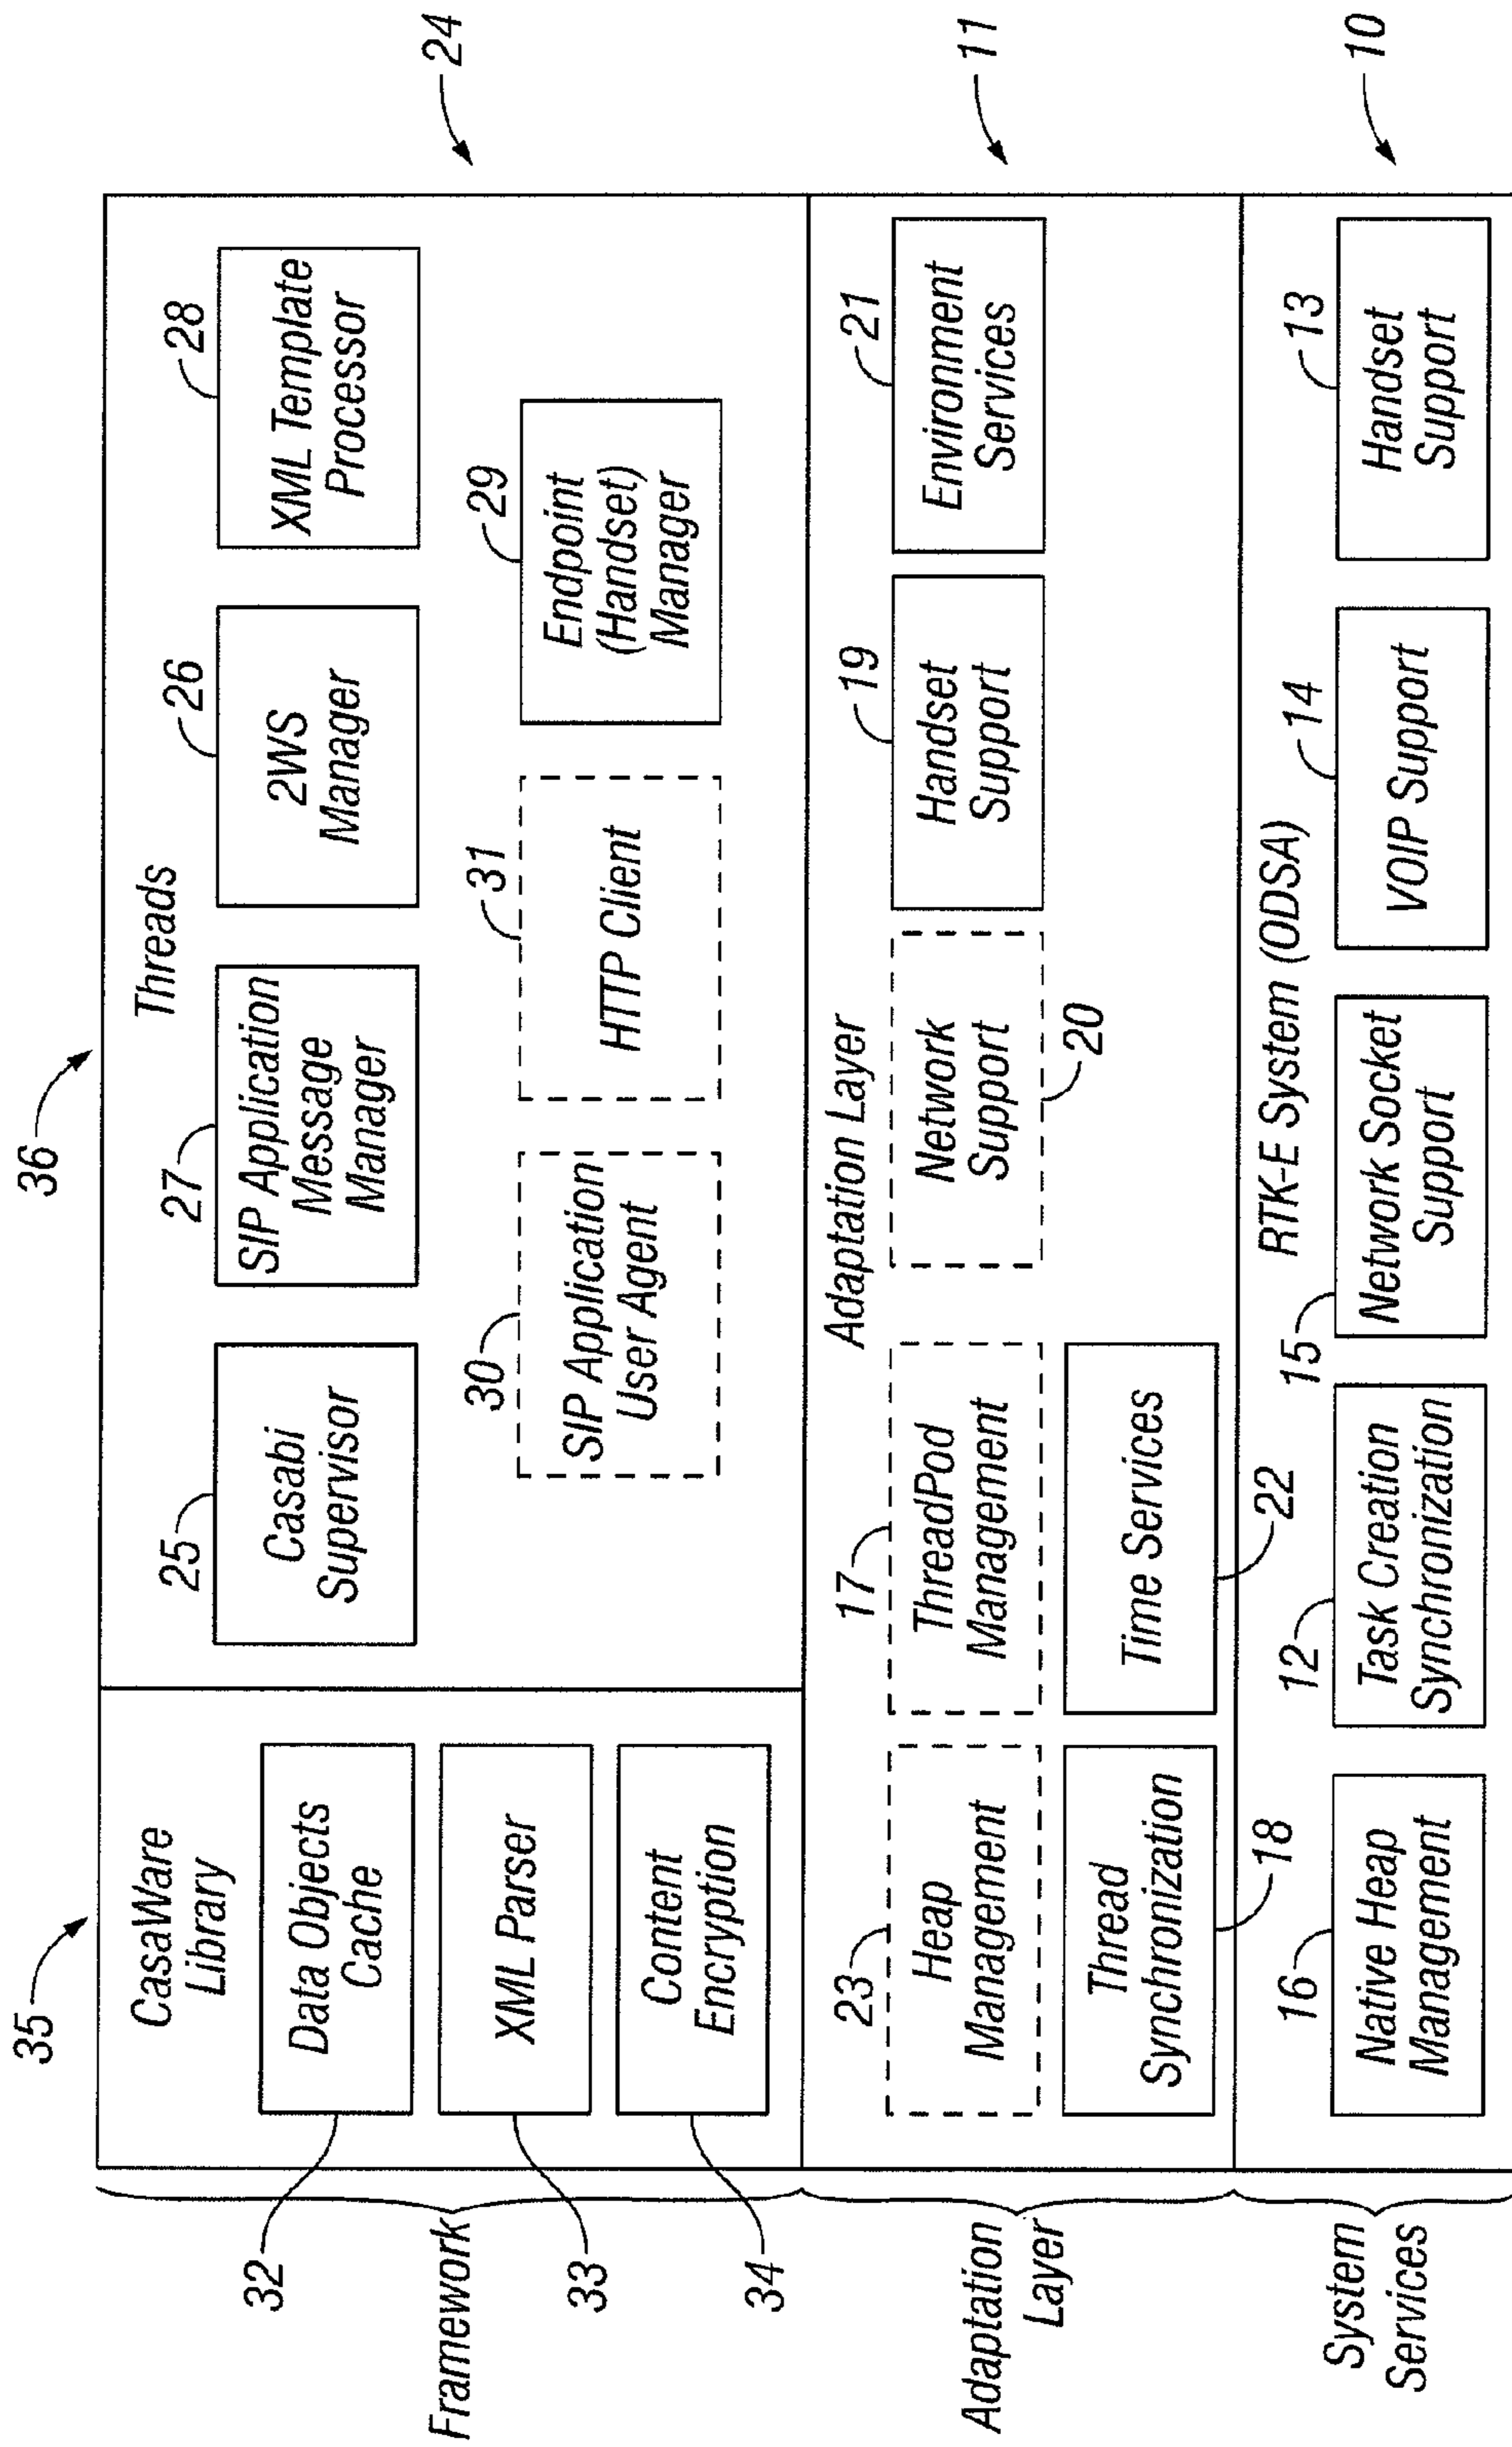 35
36
CasaWare
Library
Threads
24
32
Data Objects
Cache
33
XML Parser
34
Content
Encryption
25
Casabi
Supervisor
27
SIP Application
Message
Manager
26
2WS
Manager
28
XML Template
Processor
30
SIP Application
User Agent
31
HTTP Client
29
Endpoint
(Handset)
Manager
Framework
Adaptation Layer
11
23
Heap
Management
17
ThreadPod
Management
Network
Support
20
19
Handset
Support
21
Environment
Services
Thread
Synchronization
18
Time Services
22
Adaptation
Layer
RTK-E System (ODSA)
10
16
Native Heap
Management
12
Task Creation
Synchronization
15
Network Socket
Support
14
VOIP Support
13
Handset
Support
System
Services